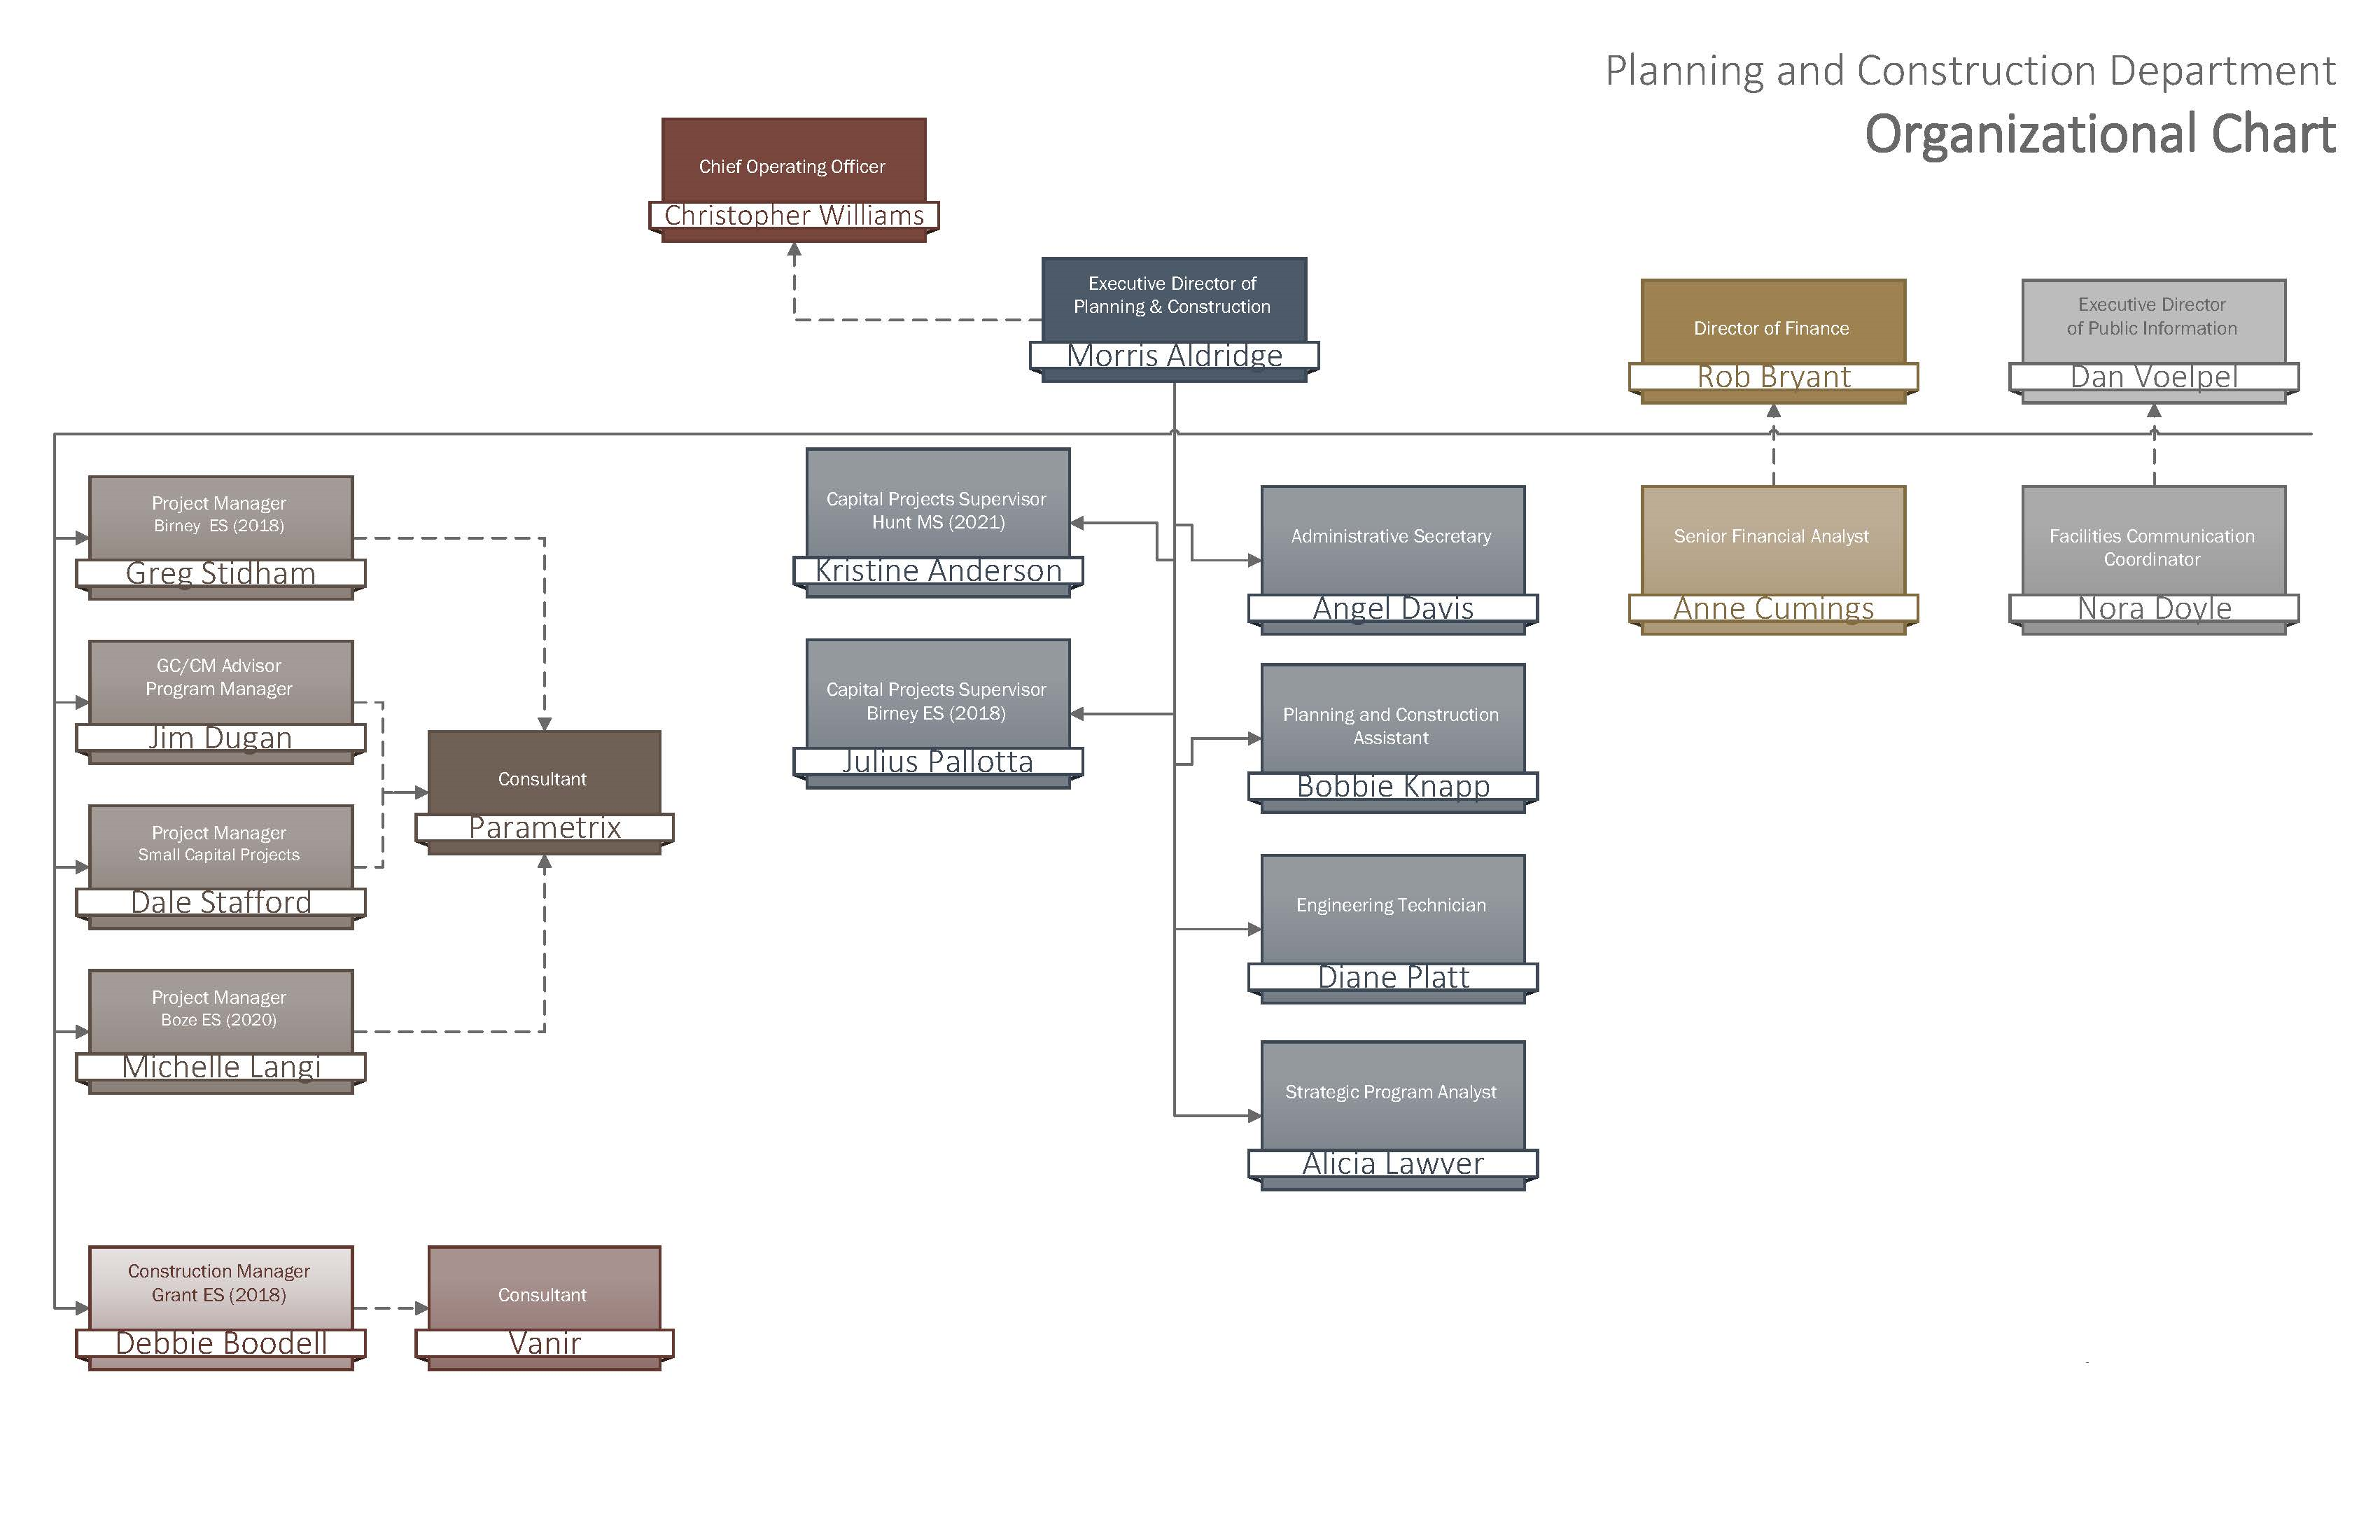 Planning and Construction Department
Organizational Chart
Chief Operating Officer
Christopher Williams
Executive Director of
Planning & Construction
Morris Aldridge
Director of Finance
Rob Bryant
Executive Director
of Public Information
Dan Voelpel
Project Manager
Birney ES (2018)
Greg Stidham
GC/CM Advisor
Program Manager
Jim Dugan
Project Manager
Small Capital Projects
Dale Stafford
Project Manager
Boze ES (2020)
Michelle Langi
Consultant
Parametrix
Capital Projects Supervisor
Hunt MS (2021)
Kristine Anderson
Capital Projects Supervisor
Birney ES (2018)
Julius Pallotta
Administrative Secretary
Angel Davis
Planning and Construction
Assistant
Bobbie Knapp
Engineering Technician
Diane Platt
Strategic Program Analyst
Alicia Lawver
Senior Financial Analyst
Anne Cumings
Facilities Communication
Coordinator
Nora Doyle
Construction Manager
Grant ES (2018)
Debbie Boodell
Consultant
Vanir